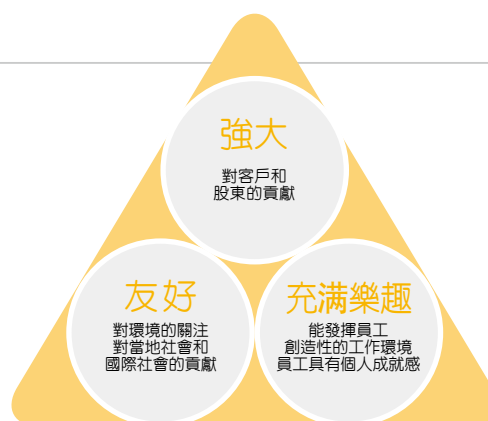 強大
對客戶和
股東的貢獻
友好
對環境的關注
對當地社會和
國際社會的貢獻
充滿樂趣
能發揮員工
創造性的工作環境
員工具有個人成就感